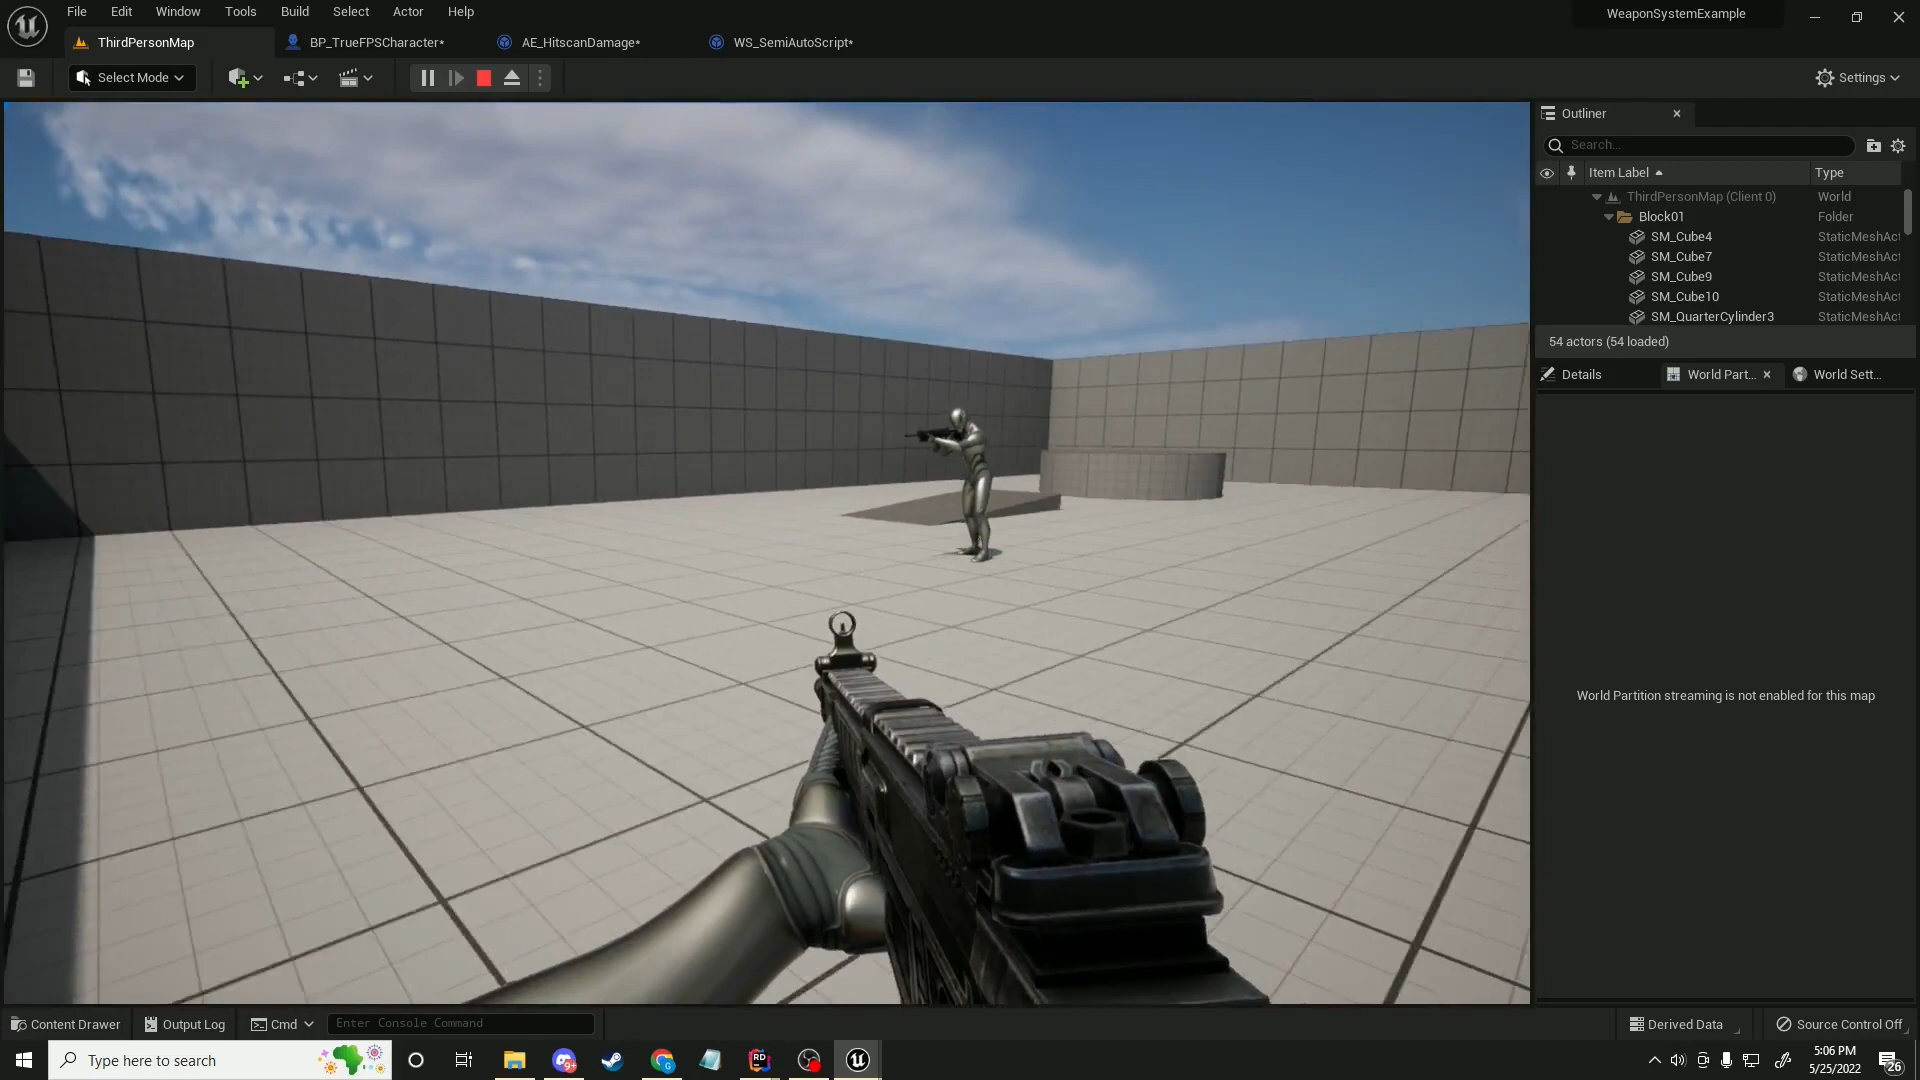 File Edit Window Tools Build Select Actor Help
WeaponSystemExample
ThirdPersonMap
BP_TrueFPSCharacter*
AE_HitscanDamage*
WS_SemiAutoScript*
Select Mode
Settings
Outliner
Search...
Item Label Type
ThirdPersonMap (Client 0) World
Block01 Folder
SM_Cube4 StaticMeshAct
SM_Cube7 StaticMeshAct
SM_Cube9 StaticMeshAct
SM_Cube10 StaticMeshAct
SM_QuarterCylinder3 StaticMeshAct
54 actors (54 loaded)
Details World Part... World Sett...
World Partition streaming is not enabled for this map
Content Drawer Output Log Cmd Enter Console Command
Derived Data Source Control Off
Type here to search
9+
RD
5:06 PM
5/25/2022
26